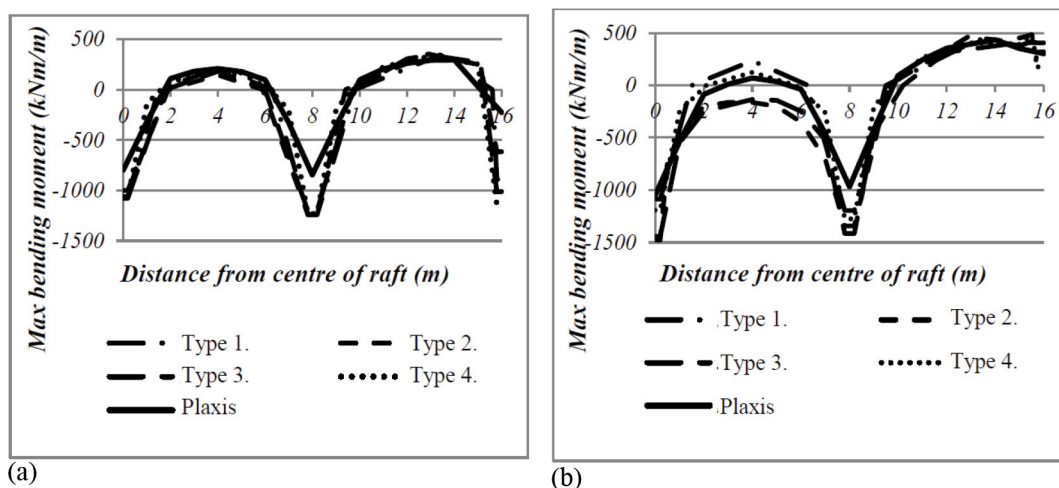 500
0
-500
-1000
-1500
0 2 4 6 8 10 12 14 16
Max bending moment (kNm/m)
Distance from centre of raft (m)
Type 1.
Type 2.
Type 3.
Type 4.
Plaxis
(a)
500
0
-500
-1000
-1500
0 2 4 6 8 10 12 14 16
Max bending moment (kNm/m)
Distance from centre of raft (m)
Type 1.
Type 2.
Type 3.
Type 4.
Plaxis
(b)